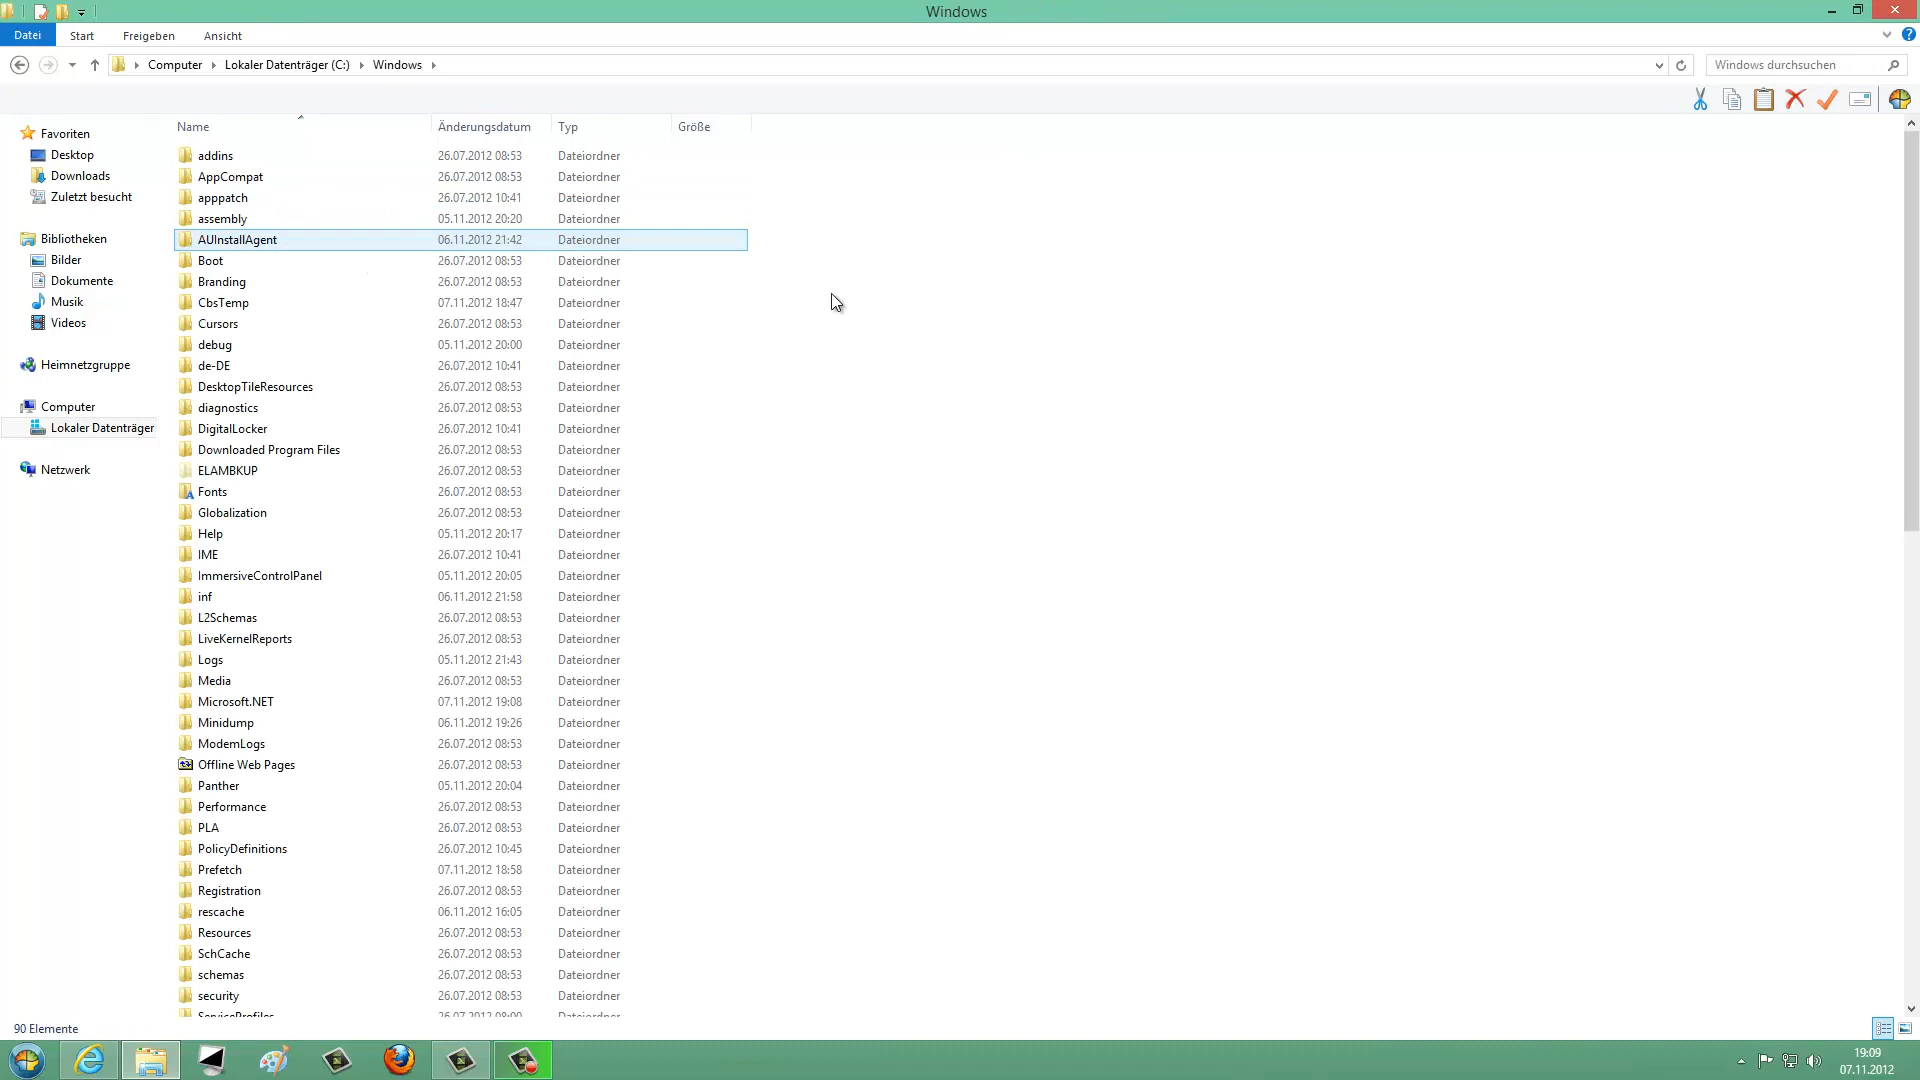 Windows
Datei Start Freigeben Ansicht
Computer Lokaler Datenträger (C:) Windows
Windows durchsuchen
Name Änderungsdatum Typ Größe
Favoriten
Desktop
Downloads
Zuletzt besucht
Bibliotheken
Bilder
Dokumente
Musik
Videos
Heimnetzgruppe
Computer
Lokaler Datenträger
Netzwerk
addins 26.07.2012 08:53 Dateiordner
AppCompat 26.07.2012 08:53 Dateiordner
apppatch 26.07.2012 10:41 Dateiordner
assembly 05.11.2012 20:20 Dateiordner
AUInstallAgent 06.11.2012 21:42 Dateiordner
Boot 26.07.2012 08:53 Dateiordner
Branding 26.07.2012 08:53 Dateiordner
CbsTemp 07.11.2012 18:47 Dateiordner
Cursors 26.07.2012 08:53 Dateiordner
debug 05.11.2012 20:00 Dateiordner
de-DE 26.07.2012 10:41 Dateiordner
DesktopTileResources 26.07.2012 08:53 Dateiordner
diagnostics 26.07.2012 08:53 Dateiordner
DigitalLocker 26.07.2012 10:41 Dateiordner
Downloaded Program Files 26.07.2012 08:53 Dateiordner
ELAMBKUP 26.07.2012 08:53 Dateiordner
Fonts 26.07.2012 08:53 Dateiordner
Globalization 26.07.2012 08:53 Dateiordner
Help 05.11.2012 20:17 Dateiordner
IME 26.07.2012 10:41 Dateiordner
ImmersiveControlPanel 05.11.2012 20:05 Dateiordner
inf 06.11.2012 21:58 Dateiordner
L2Schemas 26.07.2012 08:53 Dateiordner
LiveKernelReports 26.07.2012 08:53 Dateiordner
Logs 05.11.2012 21:43 Dateiordner
Media 26.07.2012 08:53 Dateiordner
Microsoft.NET 07.11.2012 19:08 Dateiordner
Minidump 06.11.2012 19:26 Dateiordner
ModemLogs 26.07.2012 08:53 Dateiordner
Offline Web Pages 26.07.2012 08:53 Dateiordner
Panther 05.11.2012 20:04 Dateiordner
Performance 26.07.2012 08:53 Dateiordner
PLA 26.07.2012 08:53 Dateiordner
PolicyDefinitions 26.07.2012 10:45 Dateiordner
Prefetch 07.11.2012 18:58 Dateiordner
Registration 26.07.2012 08:53 Dateiordner
rescache 06.11.2012 16:05 Dateiordner
Resources 26.07.2012 08:53 Dateiordner
SchCache 26.07.2012 08:53 Dateiordner
schemas 26.07.2012 08:53 Dateiordner
security 26.07.2012 08:53 Dateiordner
ServiceProfiles 26.07.2012 08:00 Dateiordner
90 Elemente
19:09
07.11.2012